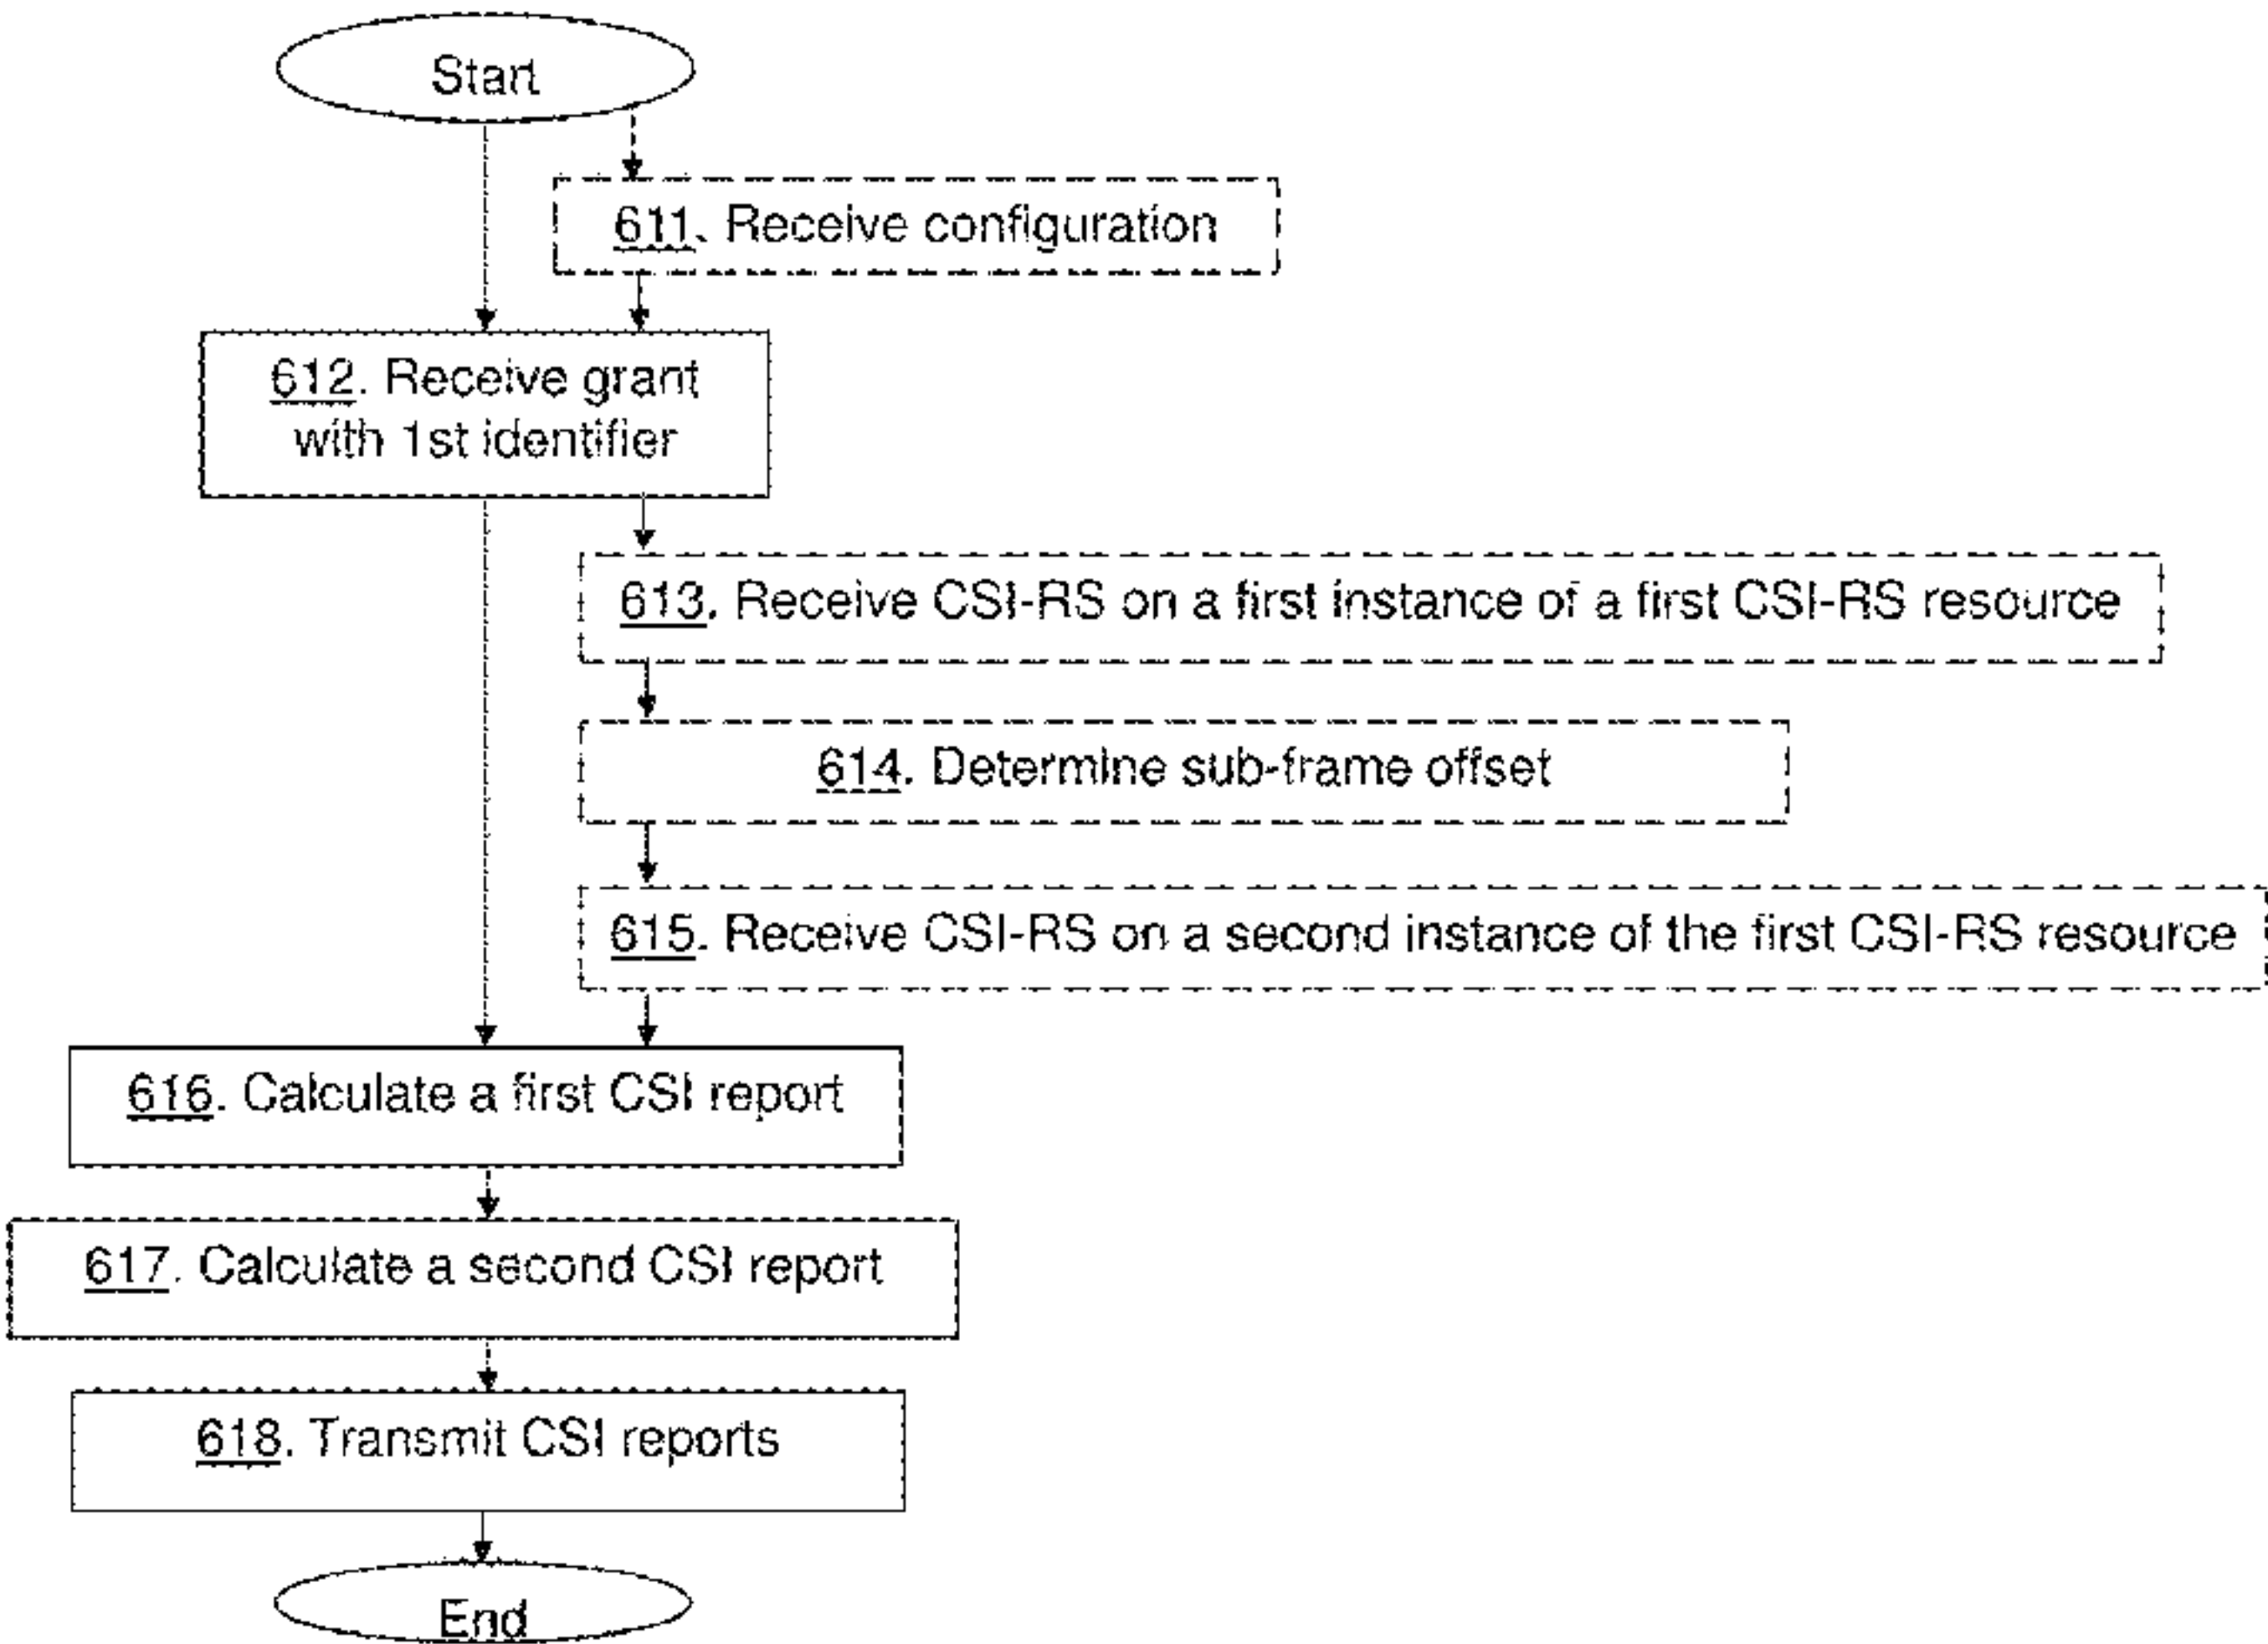 Start
611. Receive configuration
612. Receive grant
with 1st identifier
613. Receive CSI-RS on a first instance of a first CSI-RS resource
614. Determine sub-frame offset
615. Receive CSI-RS on a second instance of the first CSI-RS resource
616. Calculate a first CSI report
617. Calculate a second CSI report
618. Transmit CSI reports
End